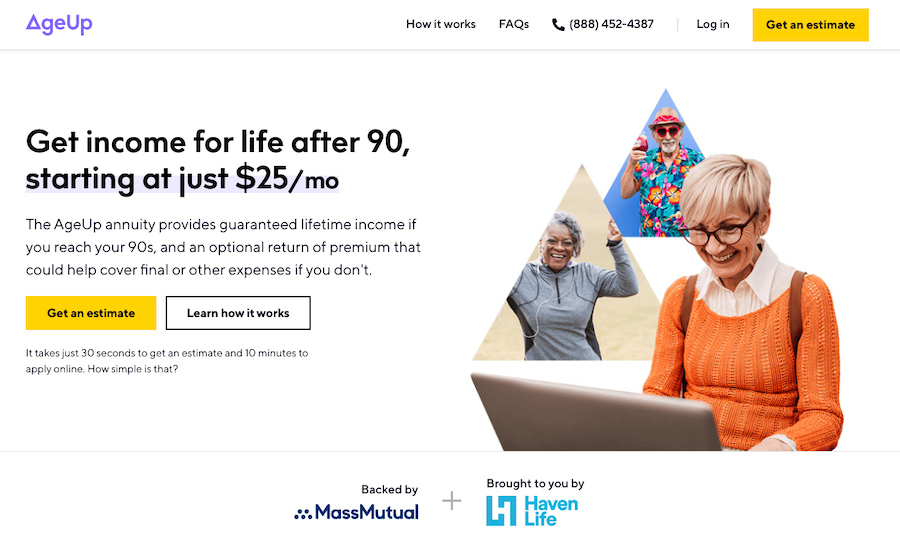 AgeUp
How it works FAQs (888) 452-4387 Log in Get an estimate
Get income for life after 90,
starting at just $25/mo
The AgeUp annuity provides guaranteed lifetime income if
you reach your 90s, and an optional return of premium that
could help cover final or other expenses if you don't.
Get an estimate Learn how it works
It takes just 30 seconds to get an estimate and 10 minutes to
apply online. How simple is that?
Backed by
MassMutual
Brought to you by
Haven
Life